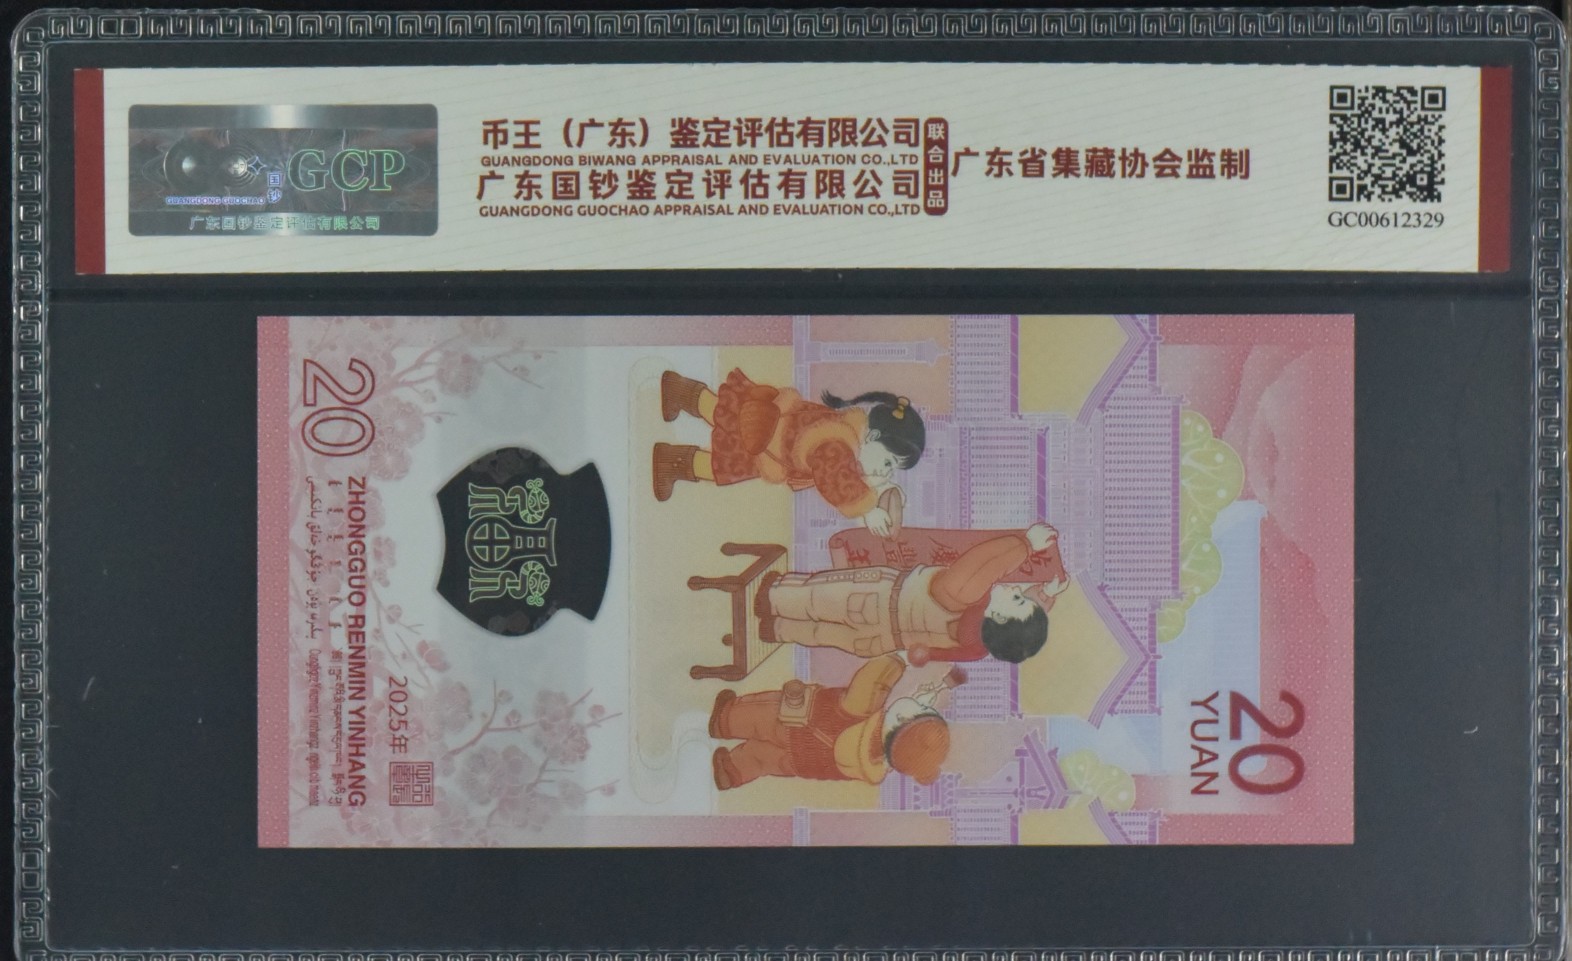 GCP
国钞
GUANGDONG GUOCHAO
广东国钞鉴定评估有限公司
币王（广东）鉴定评估有限公司
GUANGDONG BIWANG APPRAISAL AND EVALUATION CO.,LTD
广东国钞鉴定评估有限公司
GUANGDONG GUOCHAO APPRAISAL AND EVALUATION CO.,LTD
联合出品
广东省集藏协会监制
GC00612329
20
ZHONGGUO RENMIN YINHANG
2025年
20
YUAN